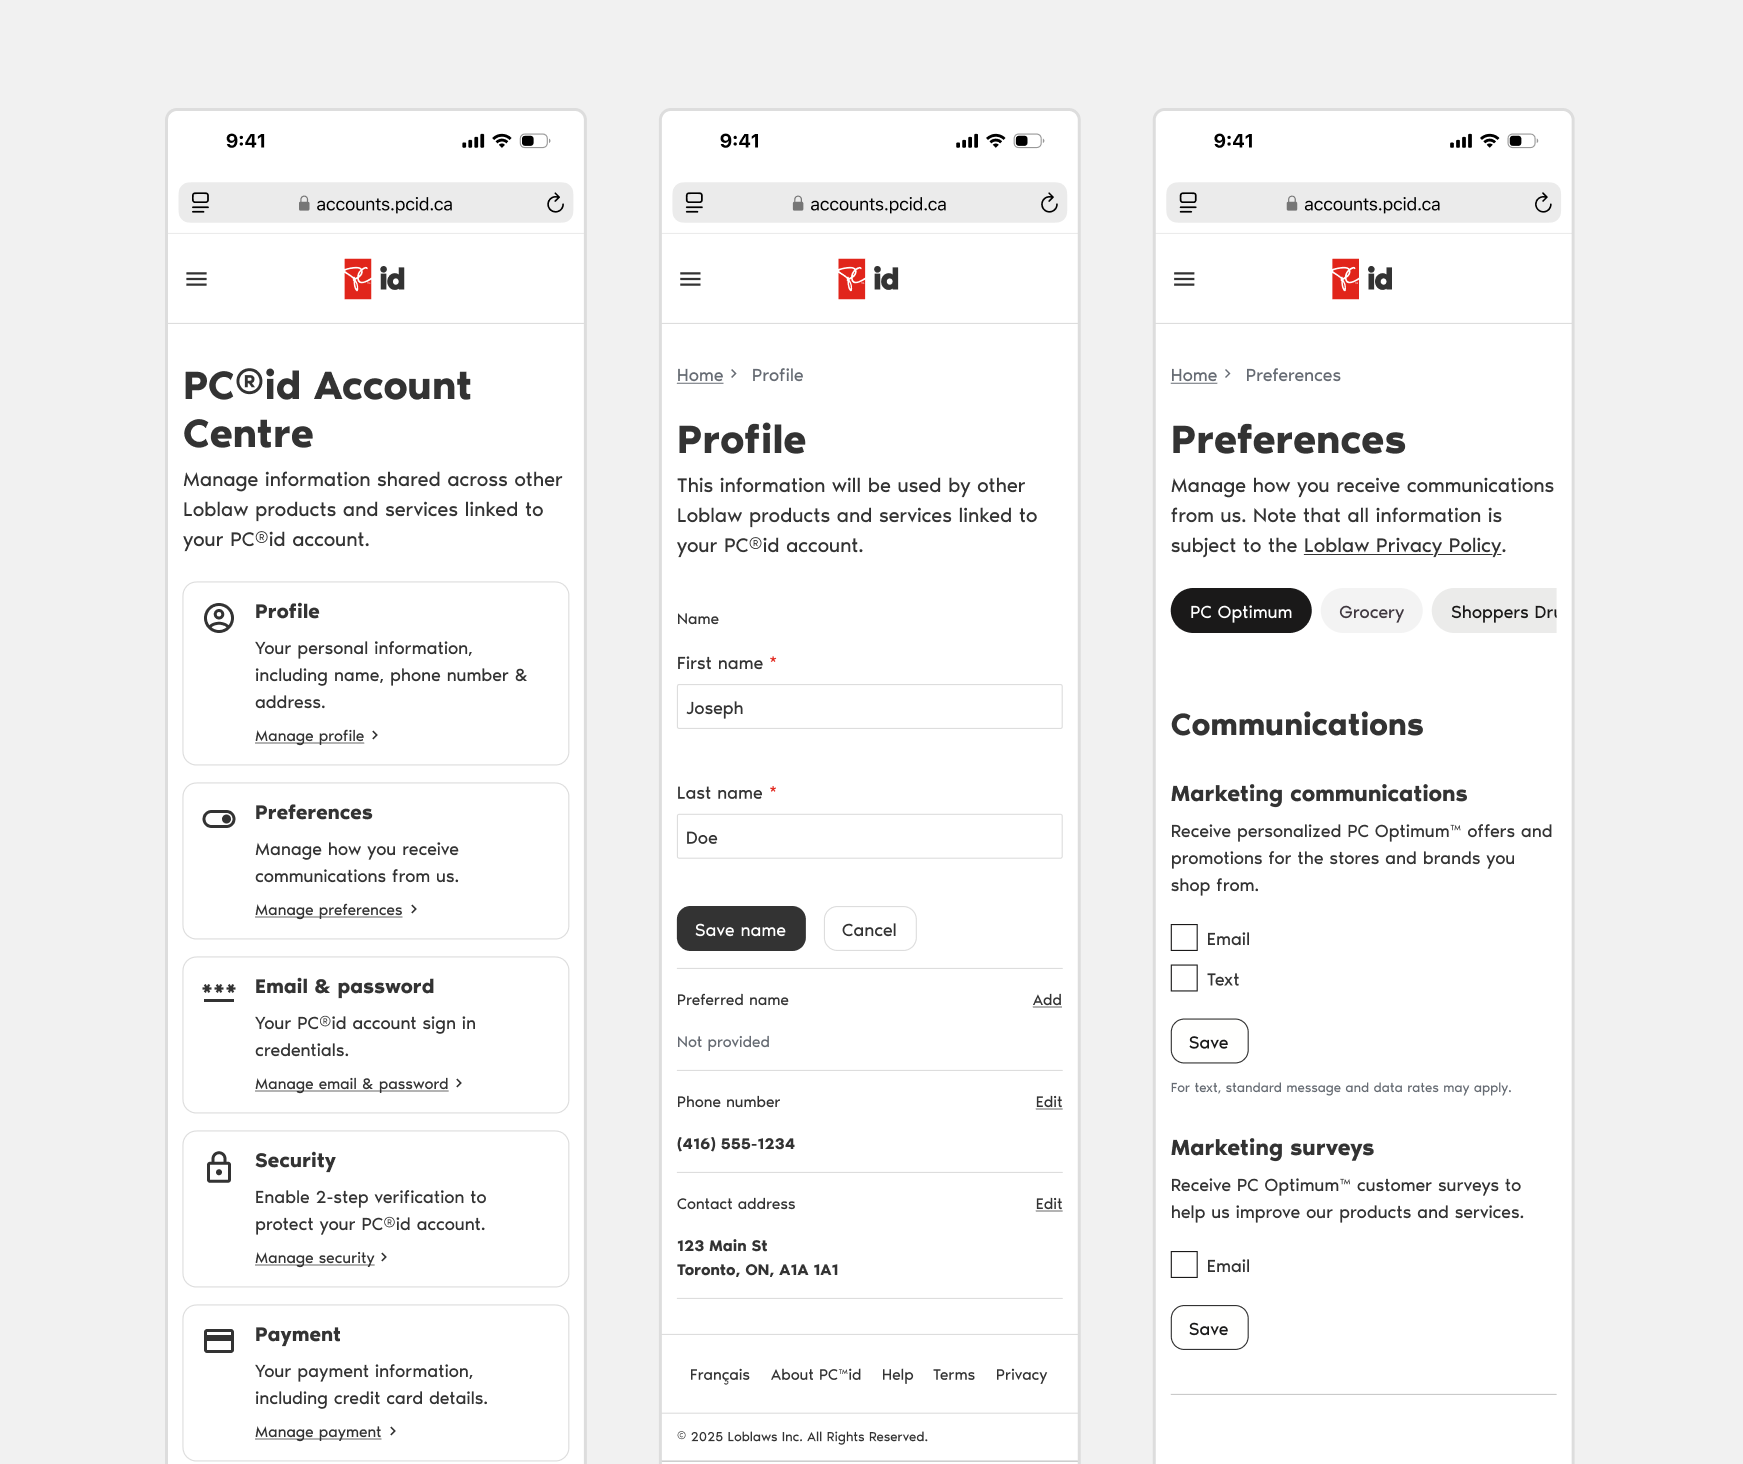 9:41
accounts.pcid.ca
id
PC®id Account
Centre
Manage information shared across other
Loblaw products and services linked to
your PC®id account.
Profile
Your personal information,
including name, phone number &
address.
Manage profile
Preferences
Manage how you receive
communications from us.
Manage preferences
Email & password
Your PC®id account sign in
credentials.
Manage email & password
Security
Enable 2-step verification to
protect your PC®id account.
Manage security
Payment
Your payment information,
including credit card details.
Manage payment
9:41
accounts.pcid.ca
id
Home > Profile
Profile
This information will be used by other
Loblaw products and services linked to
your PC®id account.
Name
First name *
Joseph
Last name *
Doe
Save name Cancel
Preferred name Add
Not provided
Phone number Edit
(416) 555-1234
Contact address Edit
123 Main St
Toronto, ON, A1A 1A1
Français About PC™id Help Terms Privacy
© 2025 Loblaws Inc. All Rights Reserved.
9:41
accounts.pcid.ca
id
Home > Preferences
Preferences
Manage how you receive communications
from us. Note that all information is
subject to the Loblaw Privacy Policy.
PC Optimum Grocery Shoppers Dru
Communications
Marketing communications
Receive personalized PC Optimum™ offers and
promotions for the stores and brands you
shop from.
Email
Text
Save
For text, standard message and data rates may apply.
Marketing surveys
Receive PC Optimum™ customer surveys to
help us improve our products and services.
Email
Save